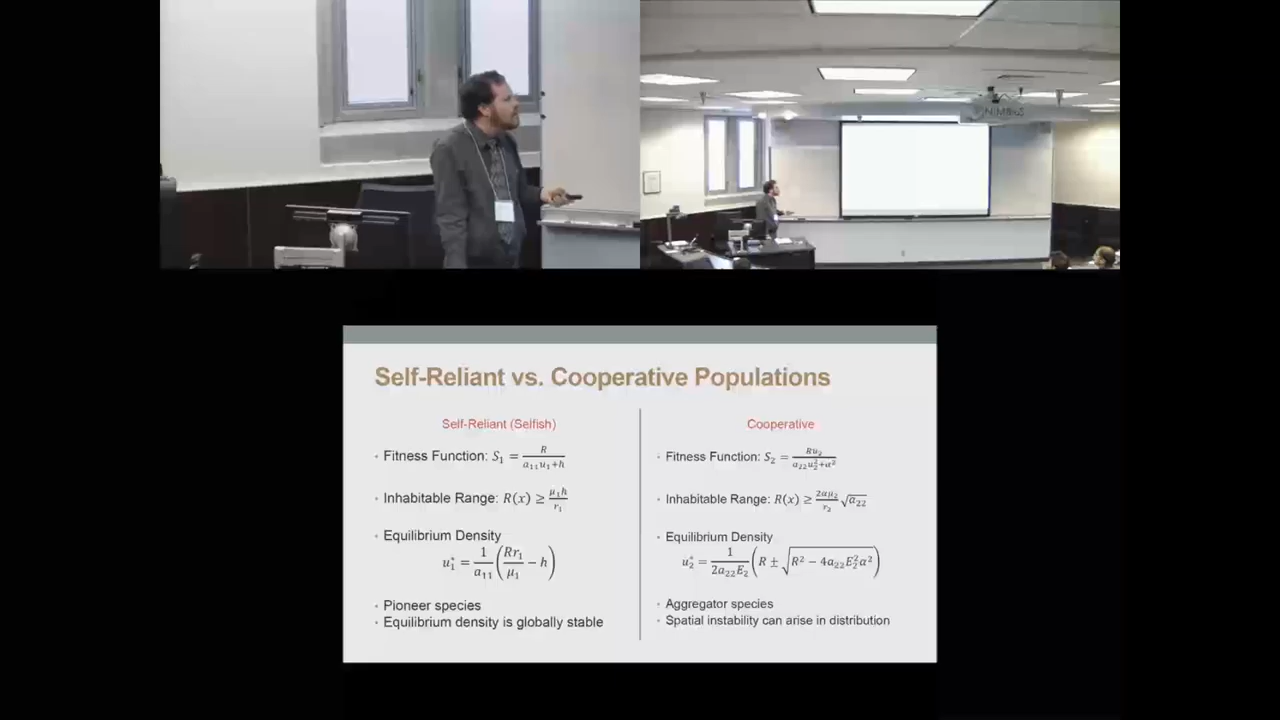 NIMBioS
Self-Reliant vs. Cooperative Populations
Self-Reliant (Selfish)
• Fitness Function: S₁ = R / (a₁₁u₁+h)
• Inhabitable Range: R(x) ≥ μ₁h / r₁
• Equilibrium Density
u₁* = 1/a₁₁ (Rr₁/μ₁ − h)
• Pioneer species
• Equilibrium density is globally stable
Cooperative
• Fitness Function: S₂ = Ru₂ / (a₂₂u₂²+α²)
• Inhabitable Range: R(x) ≥ 2αμ₂/r₂ √a₂₂
• Equilibrium Density
u₂* = 1/(2a₂₂E₂) (R ± √(R² − 4a₂₂E₂²α²))
• Aggregator species
• Spatial instability can arise in distribution